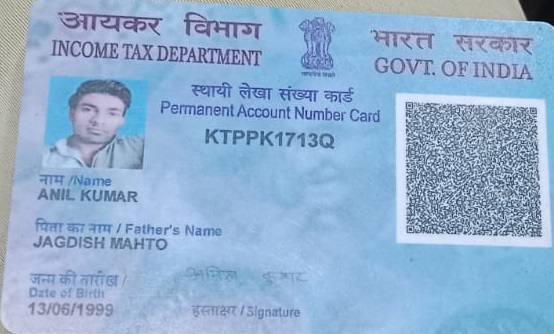 आयकर विभाग
INCOME TAX DEPARTMENT
भारत सरकार
GOVT. OF INDIA
स्थायी लेखा संख्या कार्ड
Permanent Account Number Card
KTPPK1713Q
नाम /Name
ANIL KUMAR
पिता का नाम / Father's Name
JAGDISH MAHTO
जन्म की तारीख /
Date of Birth
13/06/1999
अनिल कुमार
हस्ताक्षर /Signature